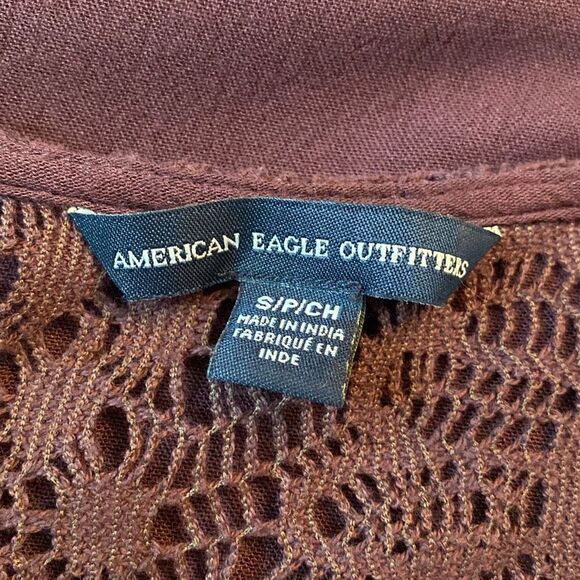 AMERICAN EAGLE OUTFITTERS
S/P/CH
MADE IN INDIA
FABRIQUÉ EN
INDE